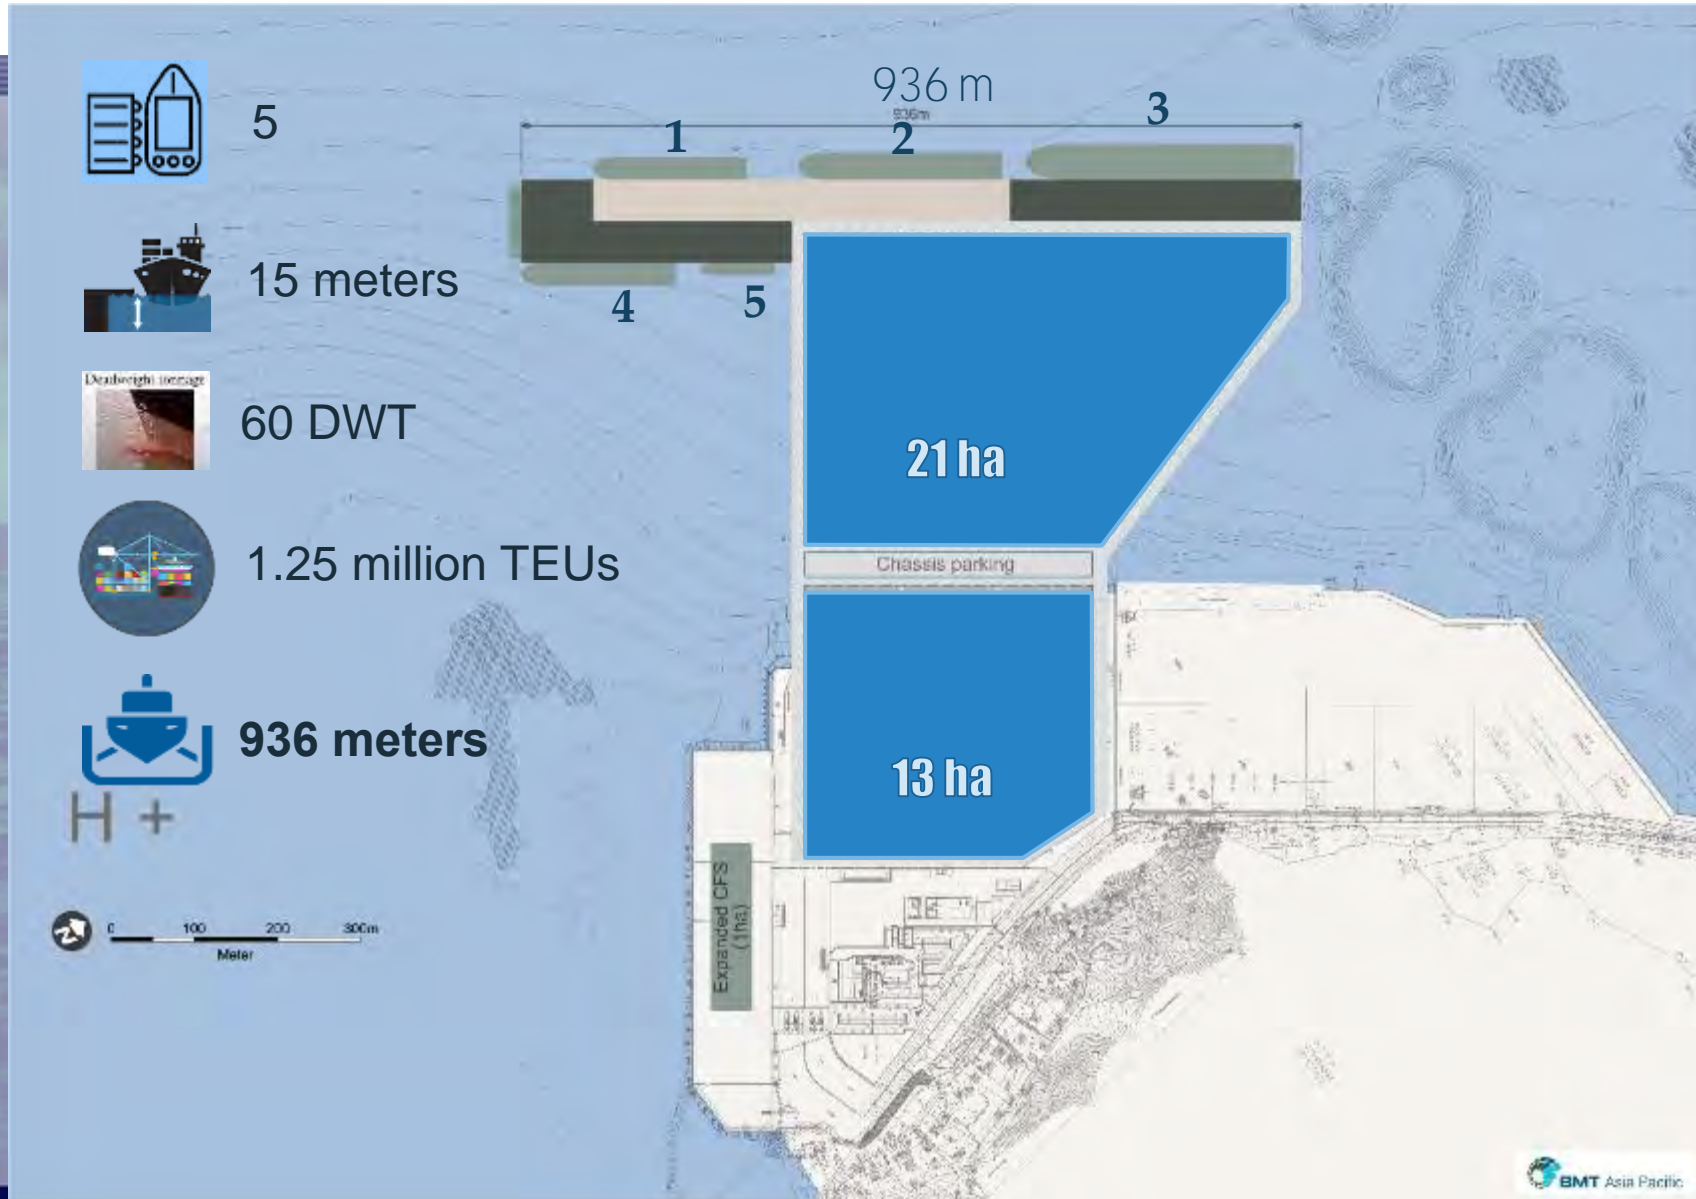 5
15 meters
Deadweight tonnage
60 DWT
1.25 million TEUs
936 meters
H +
0 100 200 300m
Meter
936 m
936m
1
2
3
4
5
21 ha
Chassis parking
13 ha
Expanded CFS
(1ha)
BMT Asia Pacific